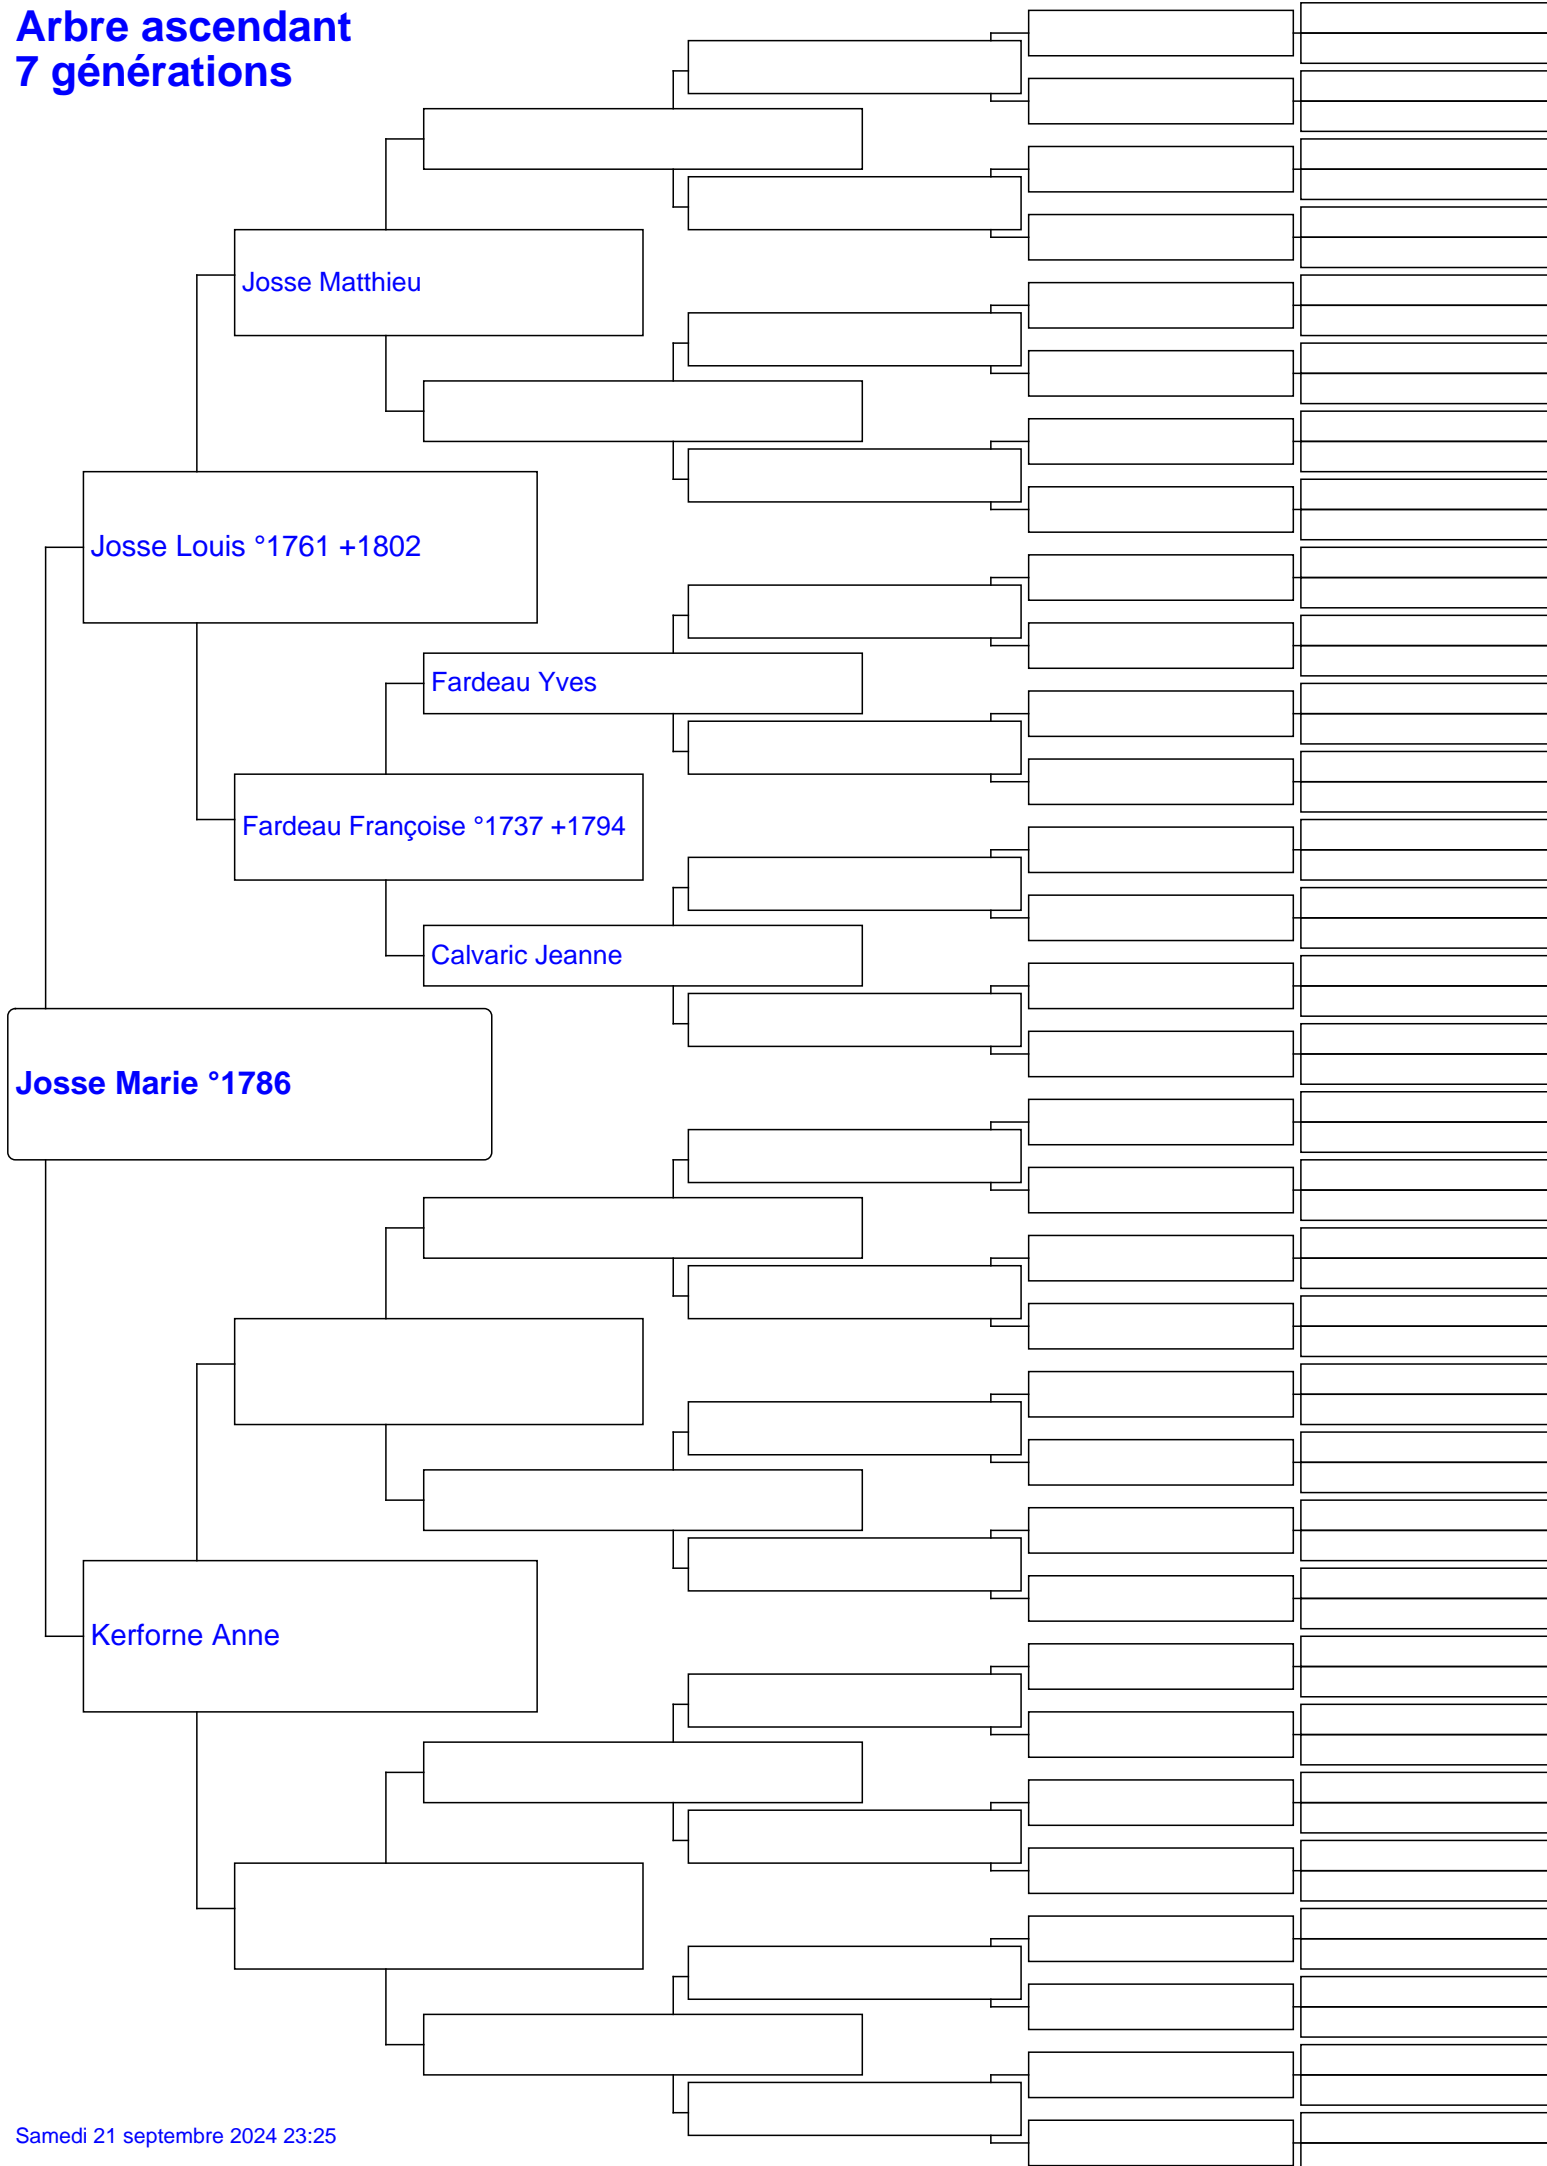 Arbre ascendant
7 générations
Josse Matthieu
Josse Louis °1761 +1802
Fardeau Yves
Fardeau Françoise °1737 +1794
Calvaric Jeanne
Josse Marie °1786
Kerforne Anne
Samedi 21 septembre 2024 23:25